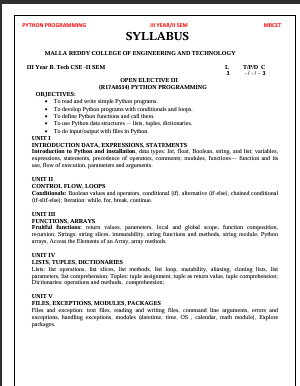 PYTHON PROGRAMMING III YEAR/II SEM MRCET
SYLLABUS
MALLA REDDY COLLEGE OF ENGINEERING AND TECHNOLOGY
III Year B. Tech CSE -II SEM L T/P/D C
3 - / - / - 3
OPEN ELECTIVE III
(R17A0554) PYTHON PROGRAMMING
OBJECTIVES:
• To read and write simple Python programs.
• To develop Python programs with conditionals and loops.
• To define Python functions and call them.
• To use Python data structures –- lists, tuples, dictionaries.
• To do input/output with files in Python.
UNIT I
INTRODUCTION DATA, EXPRESSIONS, STATEMENTS
Introduction to Python and installation, data types: Int, float, Boolean, string, and list; variables,
expressions, statements, precedence of operators, comments; modules, functions--- function and its
use, flow of execution, parameters and arguments.
UNIT II
CONTROL FLOW, LOOPS
Conditionals: Boolean values and operators, conditional (if), alternative (if-else), chained conditional
(if-elif-else); Iteration: while, for, break, continue.
UNIT III
FUNCTIONS, ARRAYS
Fruitful functions: return values, parameters, local and global scope, function composition,
recursion; Strings: string slices, immutability, string functions and methods, string module; Python
arrays, Access the Elements of an Array, array methods.
UNIT IV
LISTS, TUPLES, DICTIONARIES
Lists: list operations, list slices, list methods, list loop, mutability, aliasing, cloning lists, list
parameters, list comprehension; Tuples: tuple assignment, tuple as return value, tuple comprehension;
Dictionaries: operations and methods, comprehension;
UNIT V
FILES, EXCEPTIONS, MODULES, PACKAGES
Files and exception: text files, reading and writing files, command line arguments, errors and
exceptions, handling exceptions, modules (datetime, time, OS , calendar, math module), Explore
packages.